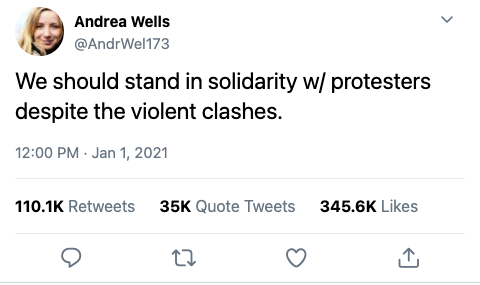 Andrea Wells
@AndrWel173
We should stand in solidarity w/ protesters
despite the violent clashes.
12:00 PM · Jan 1, 2021
110.1K Retweets 35K Quote Tweets 345.6K Likes